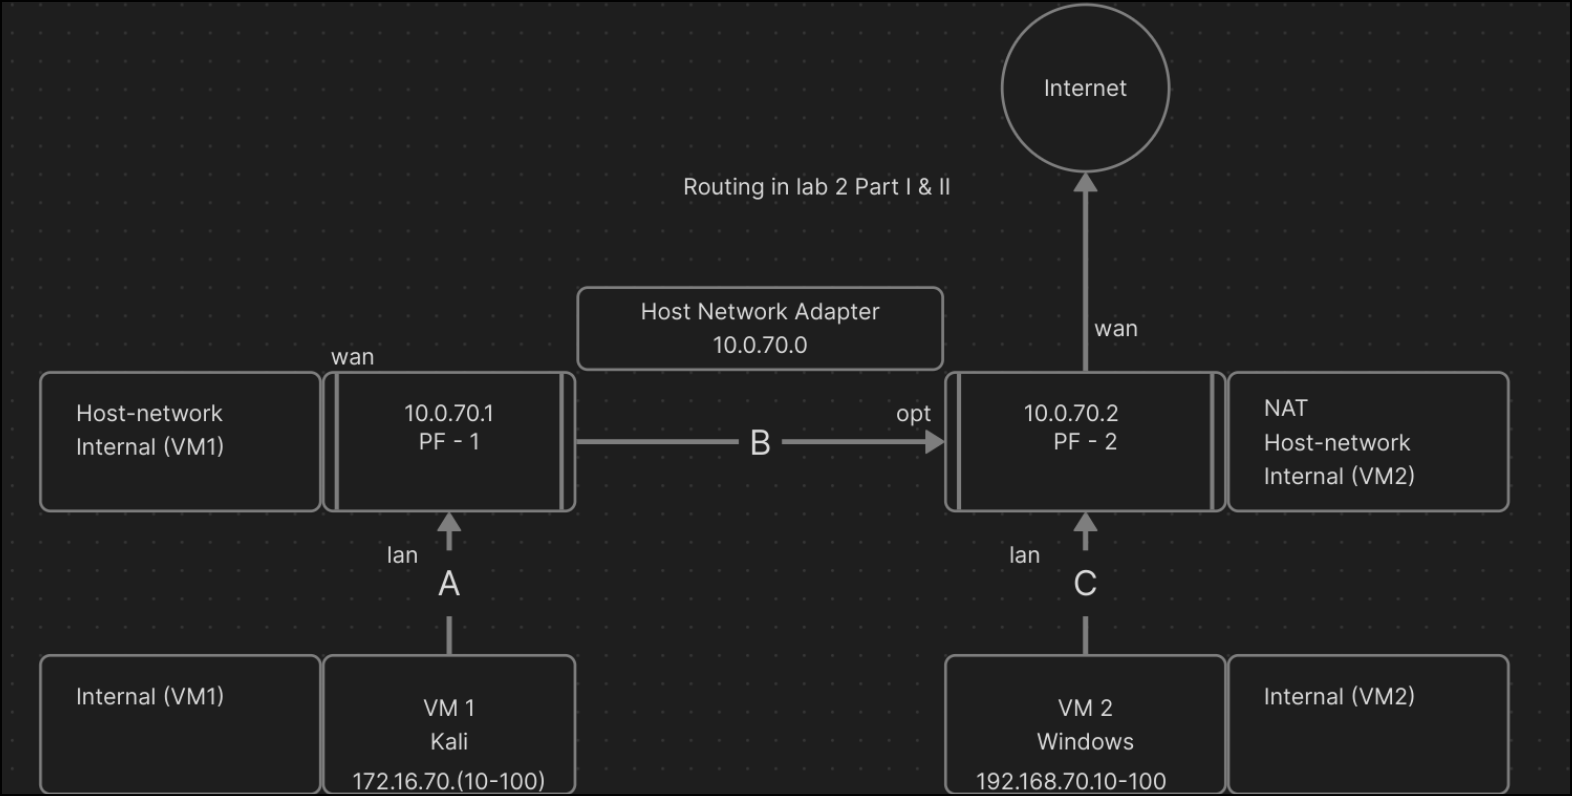 Internet
Routing in lab 2 Part I & II
Host Network Adapter
10.0.70.0
wan
wan
Host-network
Internal (VM1)
10.0.70.1
PF - 1
B
opt
10.0.70.2
PF - 2
NAT
Host-network
Internal (VM2)
lan
A
lan
C
Internal (VM1)
VM 1
Kali
172.16.70.(10-100)
VM 2
Windows
192.168.70.10-100
Internal (VM2)